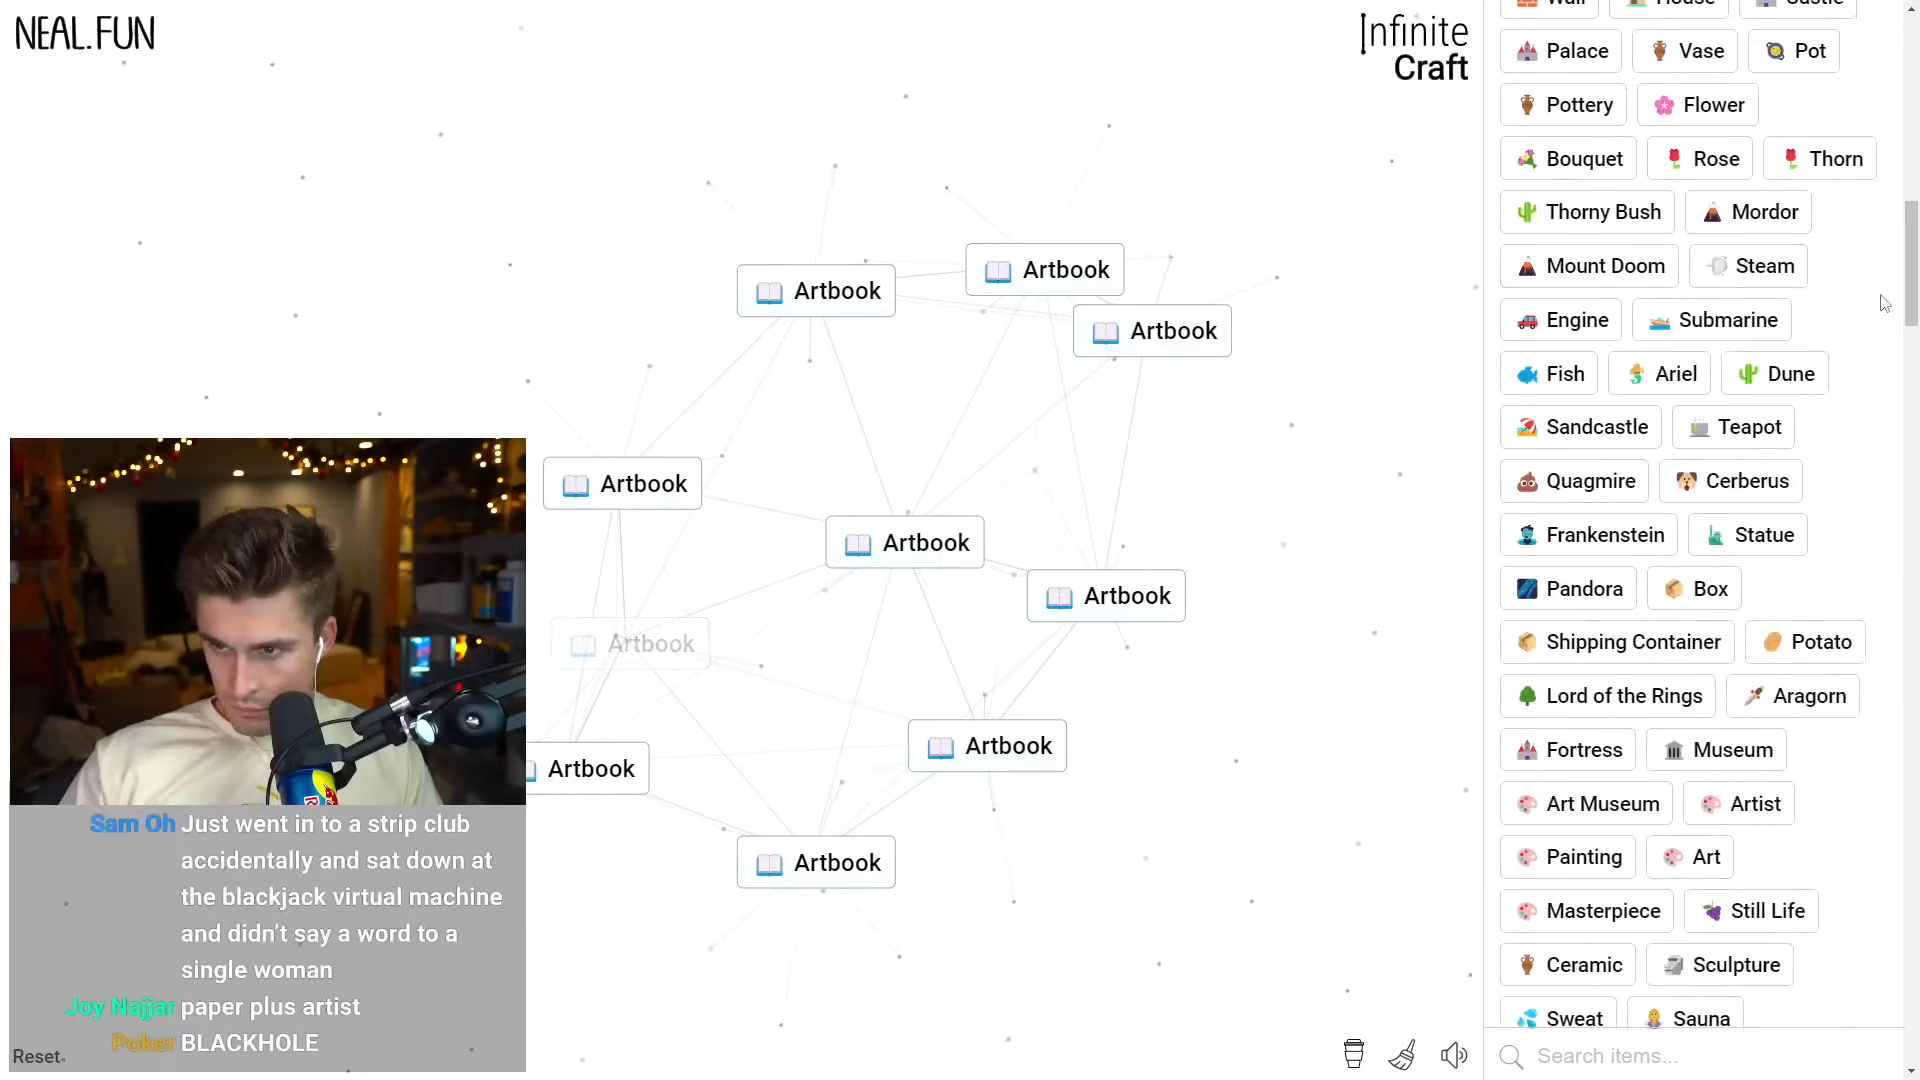 NEAL.FUN
Infinite
Craft
Artbook
Artbook
Artbook
Artbook
Artbook
Artbook
Artbook
Artbook
Artbook
Artbook
Sam Oh Just went in to a strip club
accidentally and sat down at
the blackjack virtual machine
and didn't say a word to a
single woman
Joy Najjar paper plus artist
Poker BLACKHOLE
Reset
Wall House Castle
Palace Vase Pot
Pottery Flower
Bouquet Rose Thorn
Thorny Bush Mordor
Mount Doom Steam
Engine Submarine
Fish Ariel Dune
Sandcastle Teapot
Quagmire Cerberus
Frankenstein Statue
Pandora Box
Shipping Container Potato
Lord of the Rings Aragorn
Fortress Museum
Art Museum Artist
Painting Art
Masterpiece Still Life
Ceramic Sculpture
Sweat Sauna
Search items...